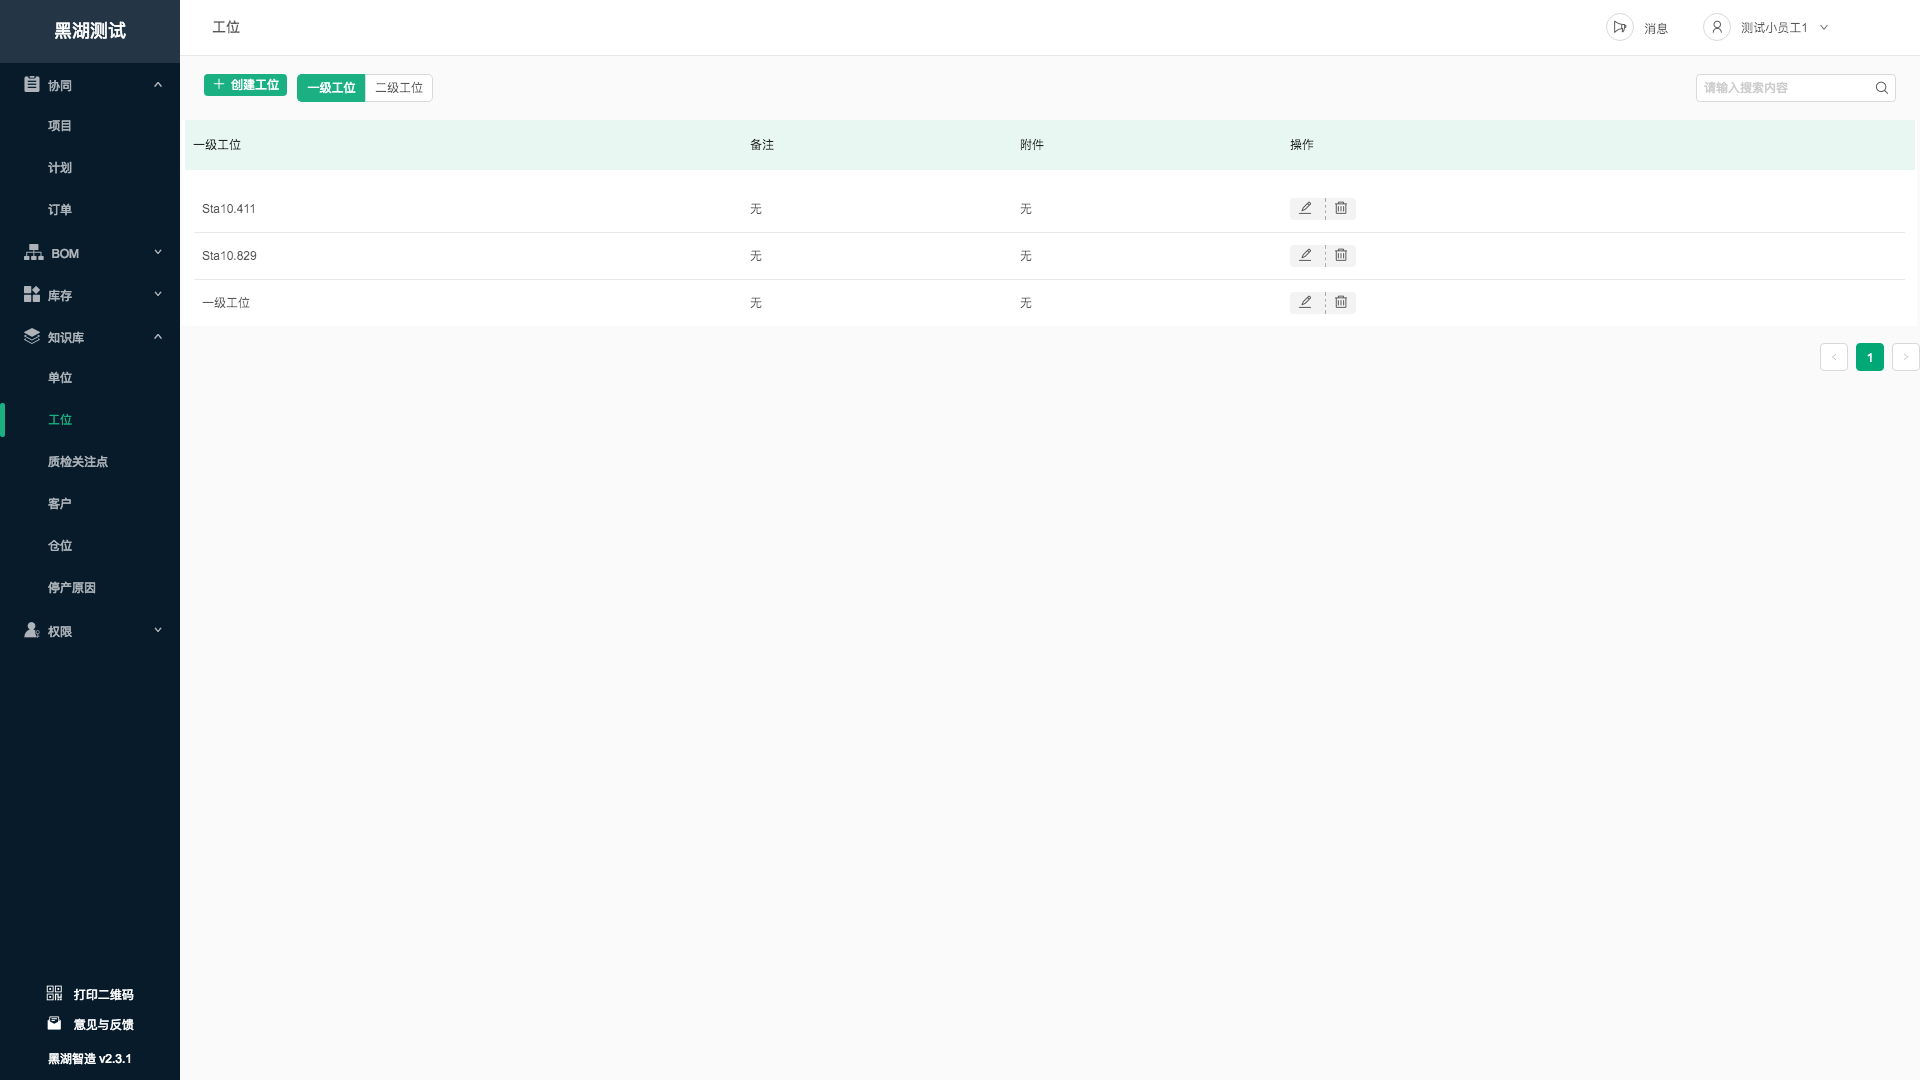 黑湖测试
协同
项目
计划
订单
BOM
库存
知识库
单位
工位
质检关注点
客户
仓位
停产原因
权限
打印二维码
意见与反馈
黑湖智造 v2.3.1
工位
消息
测试小员工1
创建工位
一级工位
二级工位
请输入搜索内容
一级工位 备注 附件 操作
Sta10.411 无 无
Sta10.829 无 无
一级工位 无 无
1